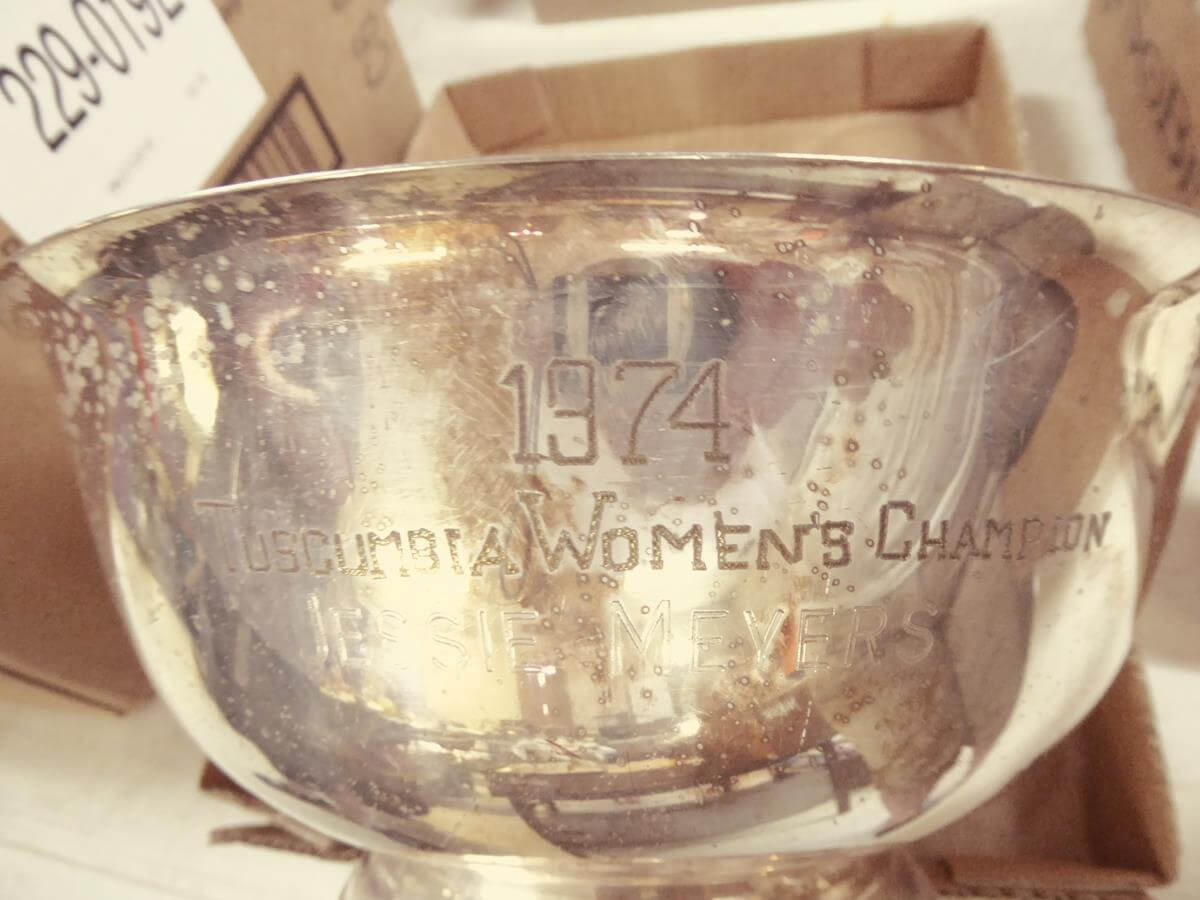 229-0192
1974
TUSCUMBIA WOMEN'S CHAMPION
JESSIE MEYERS